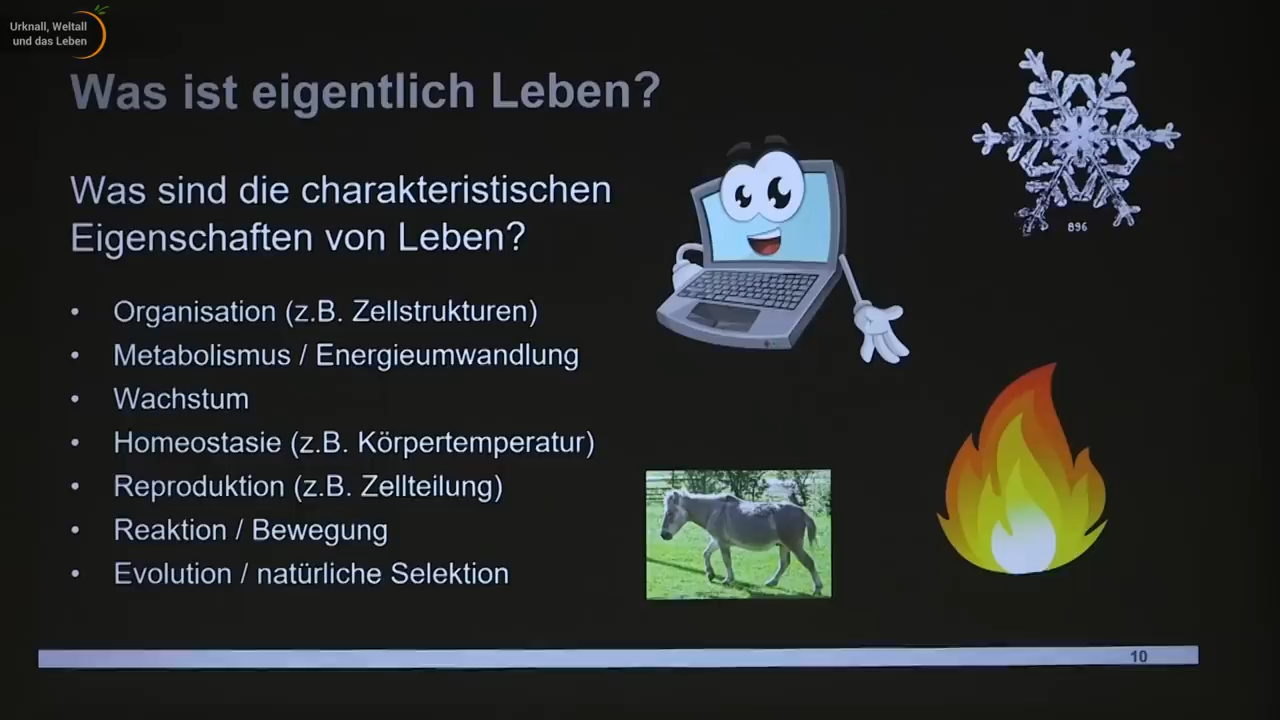 Urknall, Weltall
und das Leben
Was ist eigentlich Leben?
Was sind die charakteristischen
Eigenschaften von Leben?
• Organisation (z.B. Zellstrukturen)
• Metabolismus / Energieumwandlung
• Wachstum
• Homeostasie (z.B. Körpertemperatur)
• Reproduktion (z.B. Zellteilung)
• Reaktion / Bewegung
• Evolution / natürliche Selektion
896
10